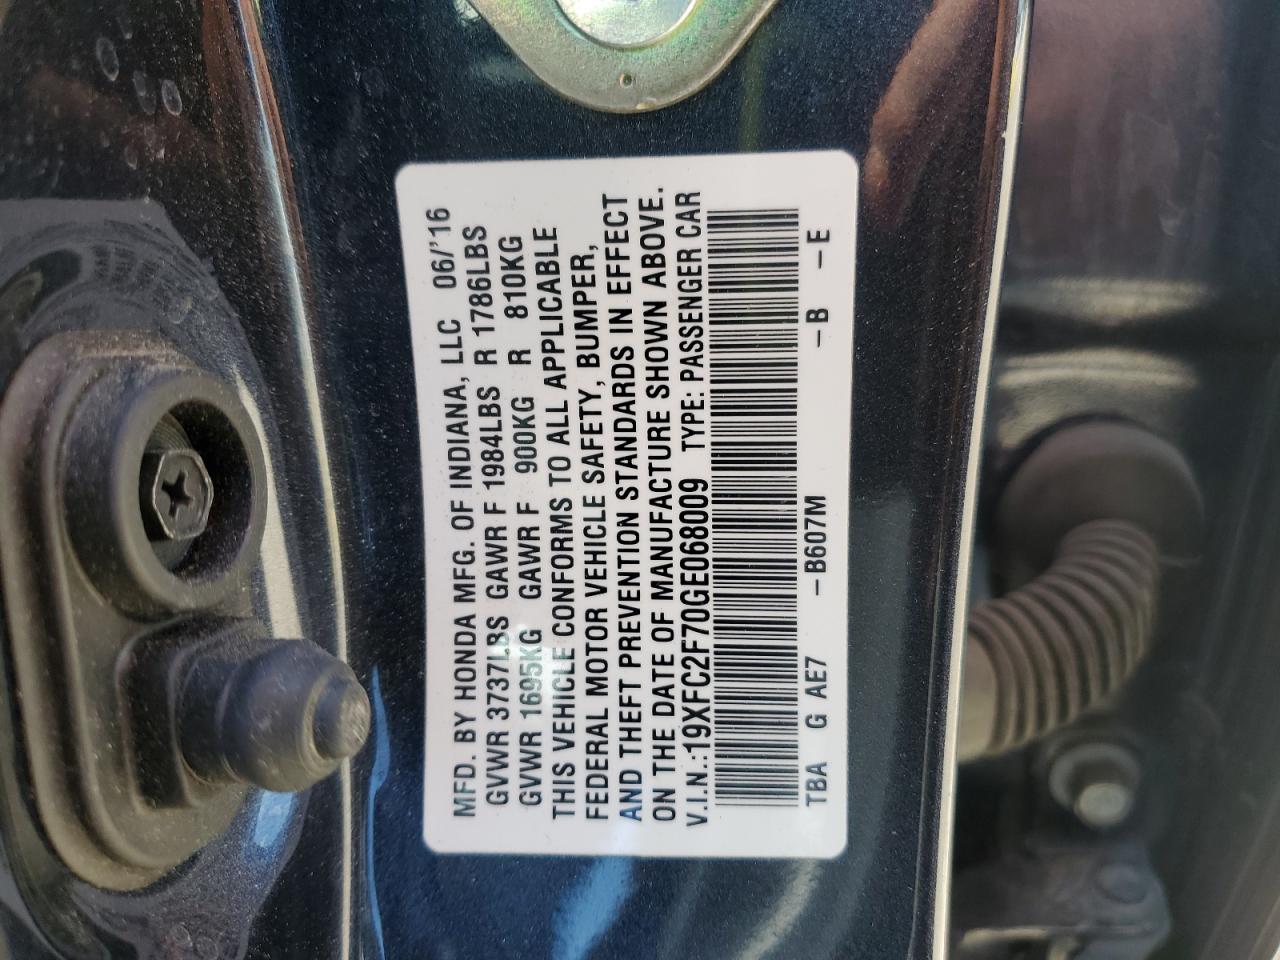 MFD. BY HONDA MFG. OF INDIANA, LLC 06/'16
GVWR 3737LBS GAWR F 1984LBS R 1786LBS
GVWR 1695KG GAWR F 900KG R 810KG
THIS VEHICLE CONFORMS TO ALL APPLICABLE
FEDERAL MOTOR VEHICLE SAFETY, BUMPER,
AND THEFT PREVENTION STANDARDS IN EFFECT
ON THE DATE OF MANUFACTURE SHOWN ABOVE.
V.I.N.:19XFC2F70GE068009 TYPE: PASSENGER CAR
TBA G AE7 -B607M -B -E